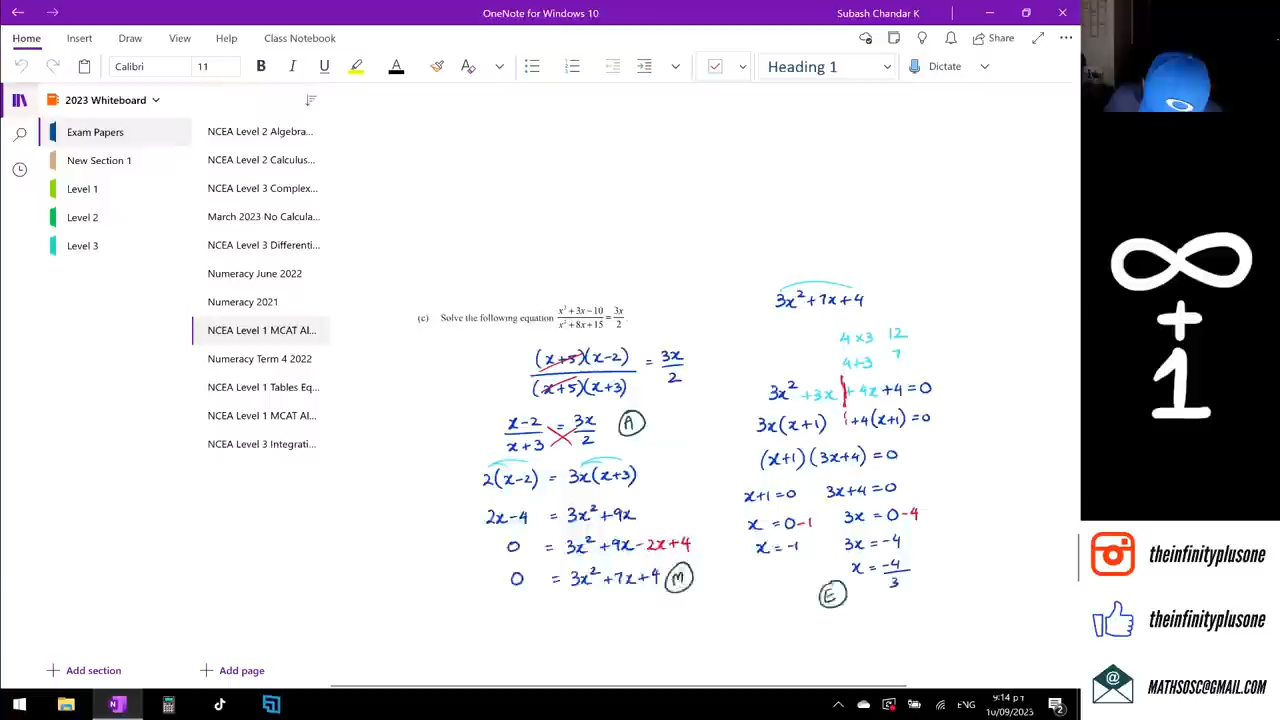 OneNote for Windows 10
Subash Chandar K
Home Insert Draw View Help Class Notebook
Share
Calibri 11 B I U A Heading 1 Dictate
2023 Whiteboard
Exam Papers
New Section 1
Level 1
Level 2
Level 3
NCEA Level 2 Algebra...
NCEA Level 2 Calculus...
NCEA Level 3 Complex...
March 2023 No Calcula...
NCEA Level 3 Differenti...
Numeracy June 2022
Numeracy 2021
NCEA Level 1 MCAT Al...
Numeracy Term 4 2022
NCEA Level 1 Tables Eq...
NCEA Level 1 MCAT Al...
NCEA Level 3 Integrati...
Add section
Add page
(c) Solve the following equation (x² + 3x − 10)/(x² + 8x + 15) = 3x/2.
(x+5)(x-2)/(x+5)(x+3) = 3x/2
x-2/x+3 = 3x/2 A
2(x-2) = 3x(x+3)
2x-4 = 3x²+9x
0 = 3x²+9x-2x+4
0 = 3x²+7x+4 M
3x²+7x+4
4×3 12
4+3 7
3x² +3x +4x +4 = 0
3x(x+1) +4(x+1) = 0
(x+1)(3x+4) = 0
x+1=0 3x+4=0
x = 0-1 3x = 0-4
x = -1 3x = -4
x = -4/3
E
∞
+
1
theinfinityplusone
theinfinityplusone
MATHSOSC@GMAIL.COM
ENG
10/09/2023
2